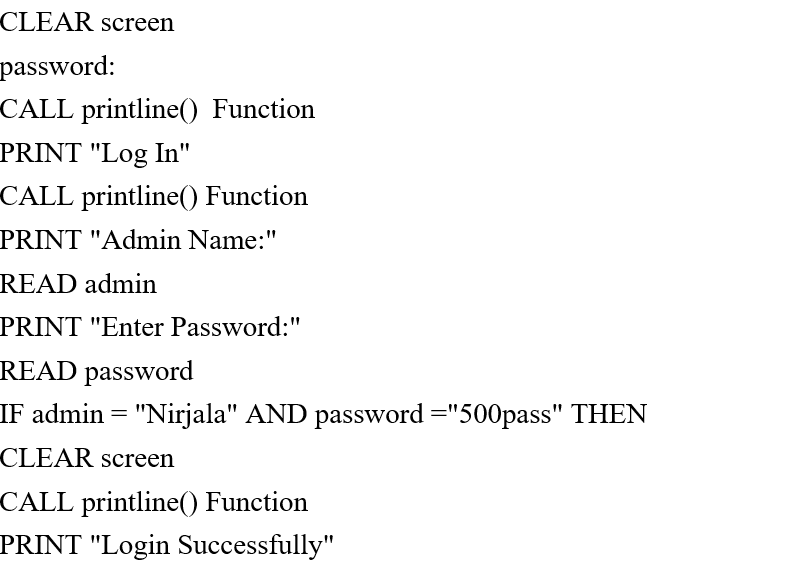 CLEAR screen
password:
CALL printline()  Function
PRINT "Log In"
CALL printline() Function
PRINT "Admin Name:"
READ admin
PRINT "Enter Password:"
READ password
IF admin = "Nirjala" AND password ="500pass" THEN
CLEAR screen
CALL printline() Function
PRINT "Login Successfully"